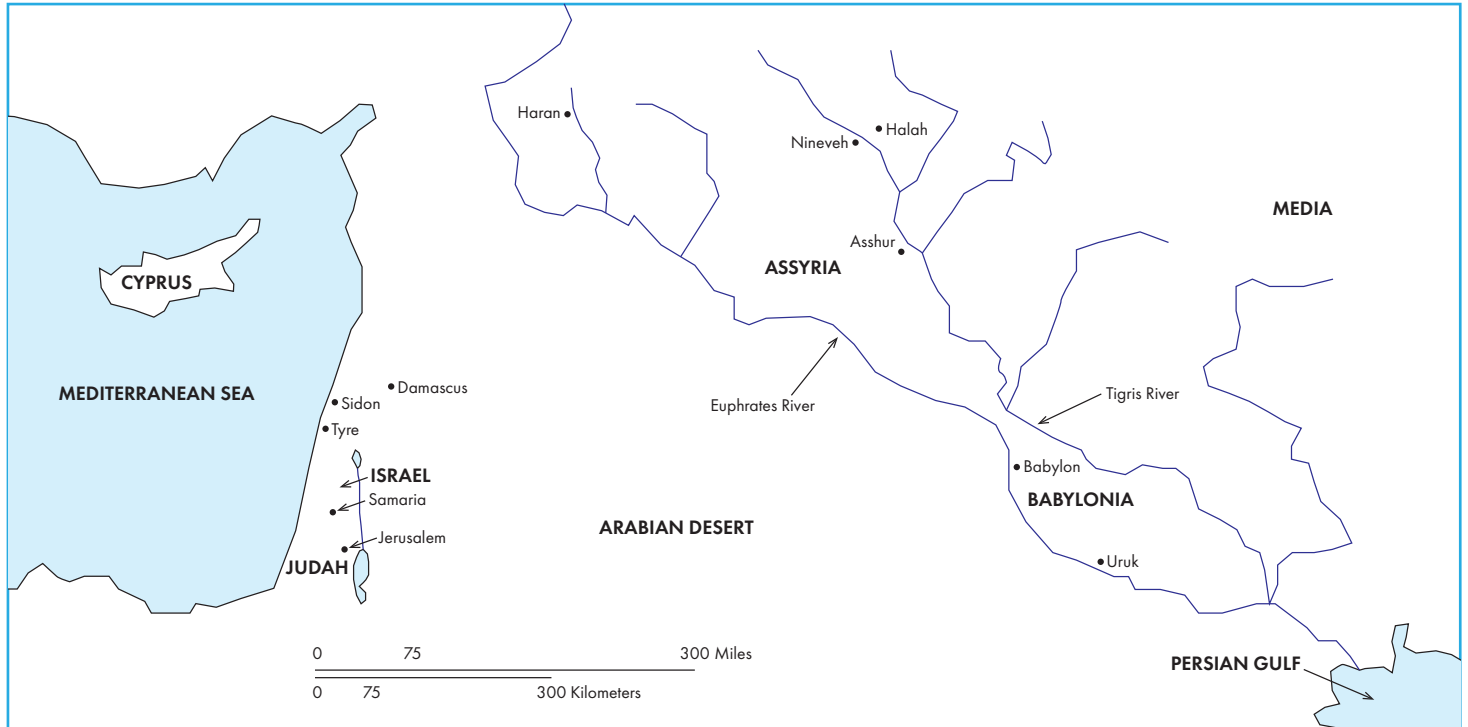 Haran
Halah
Nineveh
MEDIA
Asshur
ASSYRIA
CYPRUS
MEDITERRANEAN SEA
Damascus
Sidon
Tyre
Euphrates River
Tigris River
ISRAEL
Samaria
Babylon
BABYLONIA
ARABIAN DESERT
Jerusalem
JUDAH
Uruk
0 75 300 Miles
0 75 300 Kilometers
PERSIAN GULF